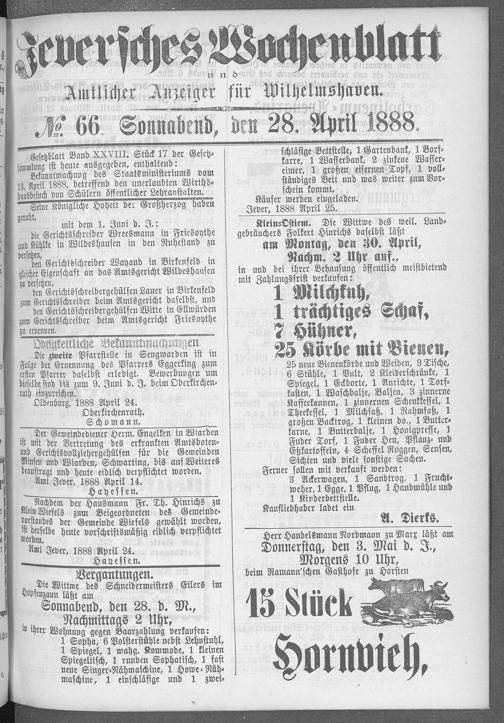 Jeversches Wochenblatt
und
Amtlicher Anzeiger für Wilhelmshaven.
№ 66. Sonnabend, den 28. April 1888.
Gesetzblatt Band XXVIII. Stück 17 der Gesetz-
sammlung ist heute ausgegeben, enthaltend:
Bekanntmachung des Staatsministeriums vom
13. April 1888, betreffend den unerlaubten Wirths-
hausbesuch von Schülern öffentlicher Lehranstalten.
Seine Königliche Hoheit der Großherzog haben
geruht,
mit dem 1. Juni d. J.:
die Gerichtsschreiber Wresmann in Friesoythe
und Köhlke in Wildeshausen in den Ruhestand zu
versetzen,
den Gerichtsschreiber Wayand in Birkenfeld in
gleicher Eigenschaft an das Amtsgericht Wildeshausen
zu versetzen,
den Gerichtsschreibergehülfen Lauer in Birkenfeld
zum Gerichtsschreiber beim Amtsgericht daselbst, und
den Gerichtsschreibergehülfen Witte in Ellwürden
zum Gerichtsschreiber beim Amtsgericht Friesoythe
zu ernennen.
Obrigkeitliche Bekanntmachungen
Die zweite Pfarrstelle in Sengwarden ist in
Folge der Ernennung des Pfarrers Eggerking zum
ersten Pfarrer daselbst erledigt. Bewerbungen um
dieselbe sind bis zum 9. Juni d. J. beim Oberkirchen-
rath einzureichen.
Oldenburg, 1888 April 24.
Oberkirchenrath.
Schomann.
Der Gemeindediener Herm. Engelken in Wiarden
ist mit der Vertretung des erkrankten Amtsboten-
und Gerichtsvollziehergehülfen für die Gemeinden
Minsen und Wiarden, Schwarting, bis auf Weiteres
beauftragt und heute eidlich verpflichtet worden.
Amt Jever, 1888 April 14.
Hayessen.
Nachdem der Hausmann Fr. Th. Hinrichs zu
Klein Wiefels zum Beigeordneten des Gemeinde-
vorstandes der Gemeinde Wiefels gewählt worden,
ist derselbe heute vorschriftsmäßig eidlich verpflichtet
worden.
Amt Jever, 1888 April 24.
Hayessen.
Vergantungen.
Die Wittwe des Schneidermeisters Eilers im
Hopfenzaun läßt am
Sonnabend, den 28. d. M.,
Nachmittags 2 Uhr,
in ihrer Wohnung gegen Baarzahlung verkaufen:
1 Sopha, 6 Polsterstühle nebst Lehnstuhl,
1 Spiegel, 1 mahg. Kommode, 1 kleinen
Spiegeltisch, 1 runden Sophatisch, 1 fast
neue Singer-Nähmaschine, 1 Howe-Näh-
maschine, 1 einschläfige und 1 zwei-
schläfige Bettstelle, 1 Gartenbank, 1 Bors-
karre, 1 Wasserbank, 2 zinkene Wasser-
eimer, 1 großen eisernen Topf, 1 voll-
ständiges Bett und was weiter zum Vor-
schein kommt.
Käufer werden eingeladen.
Jever, 1888 April 25.
Klein-Ostiem. Die Wittwe des weil. Land-
gebräuchers Folkert Hinrichs daselbst läßt
am Montag, den 30. April,
Nachm. 2 Uhr anf.,
in und bei ihrer Behausung öffentlich meistbietend
mit Zahlungsfrist verkaufen:
1 Milchkuh,
1 trächtiges Schaf,
7 Hühner,
25 Körbe mit Bienen,
25 neue Bienenkörbe von Weiden, 3 Tische,
6 Stühle, 1 Pult, 2 Kleiderschränke, 1
Spiegel, 1 Eckborte, 1 Anrichte, 1 Torf-
kasten, 1 Waschbalje, Balsen, 3 zinnerne
Kaffeekannen, 1 zinnernen Schenkkessel, 1
Theekessel, 1 Milchfaß, 1 Rahmfaß, 1
großen Backtrog, 1 kleinen do., 1 Butter-
karne, 1 Butterbalje, 1 Honigpresse, 1
Fuder Torf, 1 Fuder Heu, Pflanz- und
Eßkartoffeln, 4 Scheffel Roggen, Sensen,
Sichten und viele sonstige Sachen.
Ferner sollen mit verkauft werden:
3 Ackerwagen, 1 Sandtrog, 1 Frucht-
weher, 1 Egge, 1 Pflug, 1 Handmühle und
1 Kinderbettstelle.
Kaufliebhaber ladet ein
A. Dierks.
Herr Handelsmann Nordmann zu Marx läßt am
Donnerstag, den 3. Mai d. J.,
Morgens 10 Uhr,
beim Ramann'schen Gasthofe zu Horsten
15 Stück
Hornvieh,